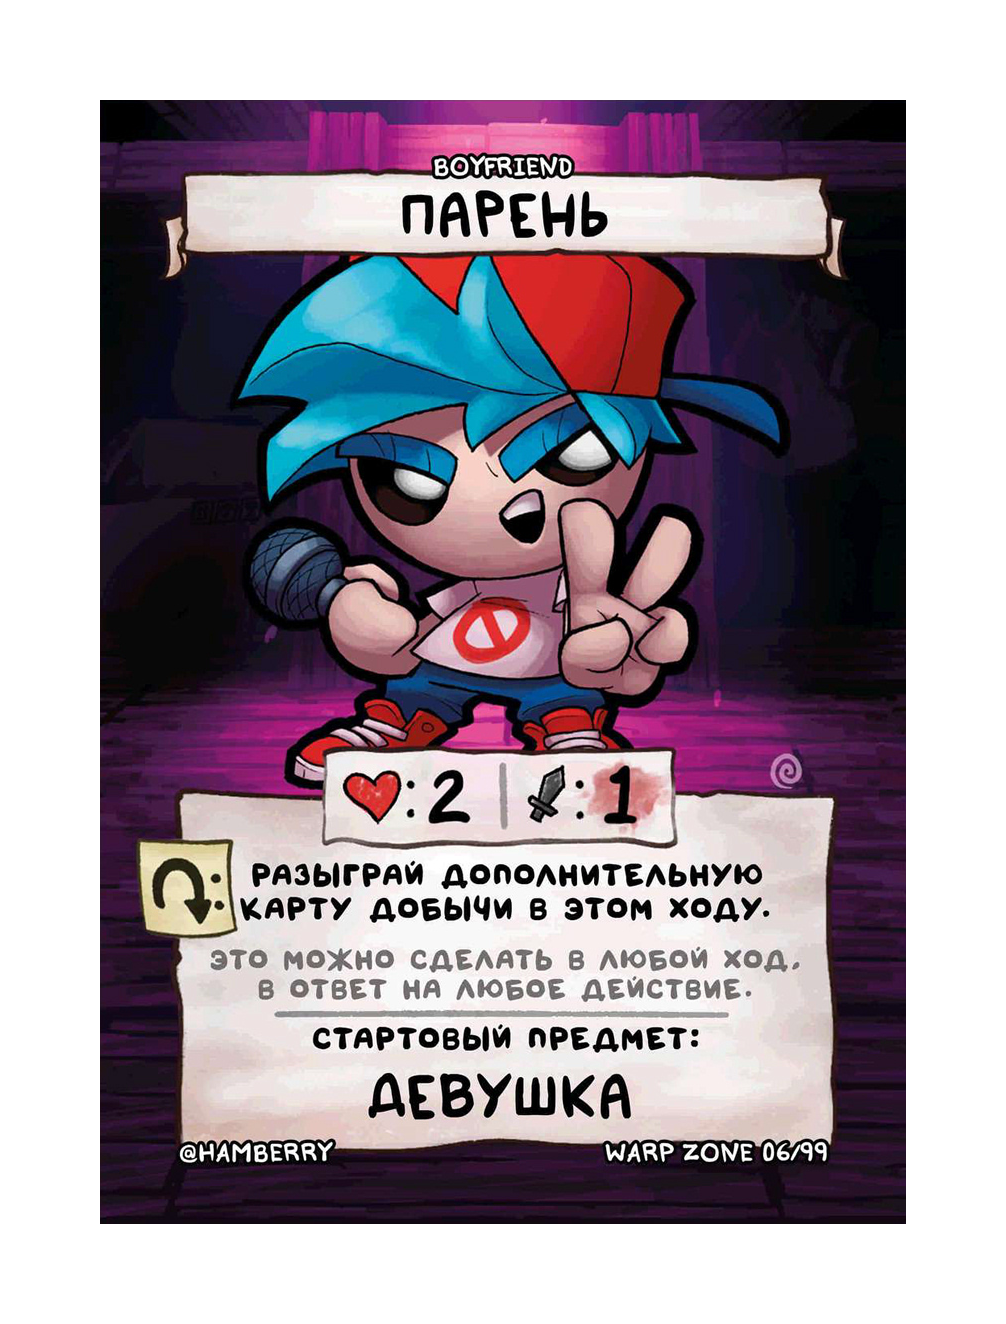 BOYFRIEND
ПАРЕНЬ
:2 | :1
: РАЗЫГРАЙ ДОПОЛНИТЕЛЬНУЮ
КАРТУ ДОБЫЧИ В ЭТОМ ХОДУ.
ЭТО МОЖНО СДЕЛАТЬ В ЛЮБОЙ ХОД,
В ОТВЕТ НА ЛЮБОЕ ДЕЙСТВИЕ.
СТАРТОВЫЙ ПРЕДМЕТ:
ДЕВУШКА
@HAMBERRY
WARP ZONE 06/99